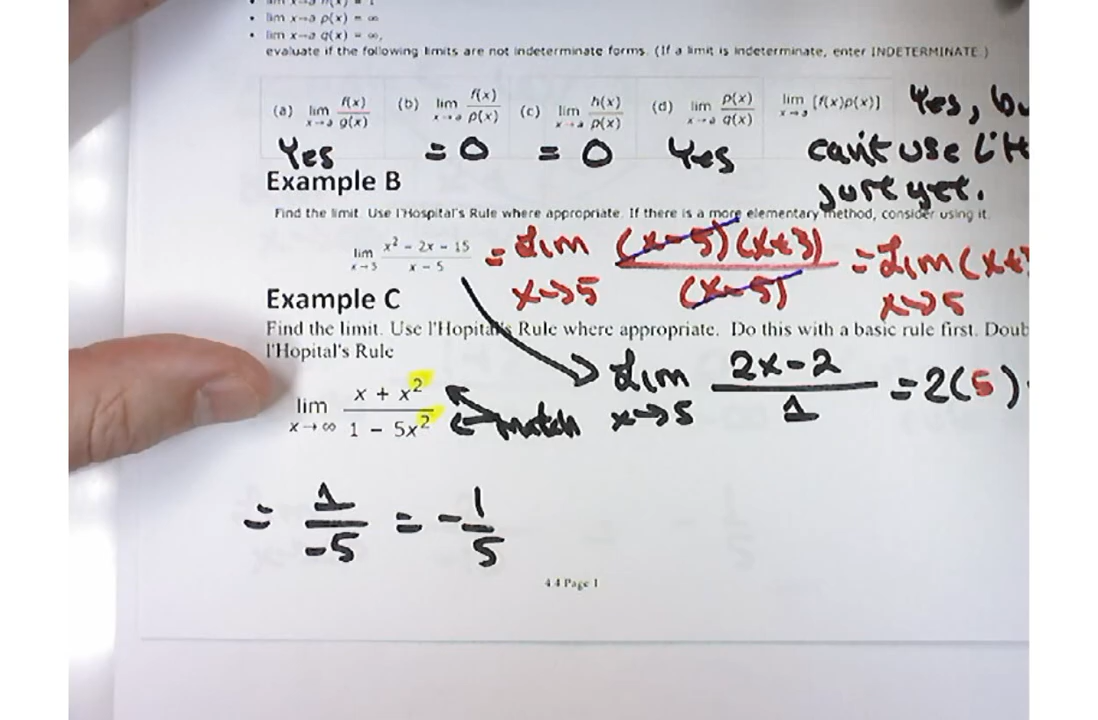 • lim x→a p(x) = ∞
• lim x→a q(x) = ∞,
evaluate if the following limits are not indeterminate forms. (If a limit is indeterminate, enter INDETERMINATE.)
(a) lim x→a f(x)/g(x) (b) lim x→a f(x)/p(x) (c) lim x→a h(x)/p(x) (d) lim x→a p(x)/q(x) lim x→a [f(x)p(x)] Yes,
Yes = 0 = 0 Yes can't use
just yet.
Example B
Find the limit. Use l'Hospital's Rule where appropriate. If there is a more elementary method, consider using it.
lim x→5 x² − 2x − 15 / x − 5 = Lim x→5 (x-5)(x+3) / (x-5) = Lim x→5 (x+3
Example C
Find the limit. Use l'Hopital's Rule where appropriate. Do this with a basic rule first. Doub
l'Hopital's Rule
Lim x→5 2x-2 / 1 = 2(5)
lim x→∞ x + x² / 1 − 5x² match
= 1/-5 = -1/5
4.4 Page 1